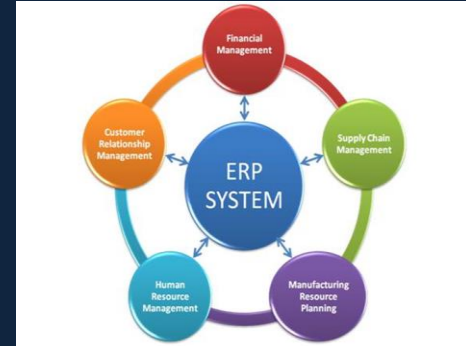 Financial
Management
Customer
Relationship
Management
Supply Chain
Management
ERP
SYSTEM
Human
Resource
Management
Manufacturing
Resource
Planning